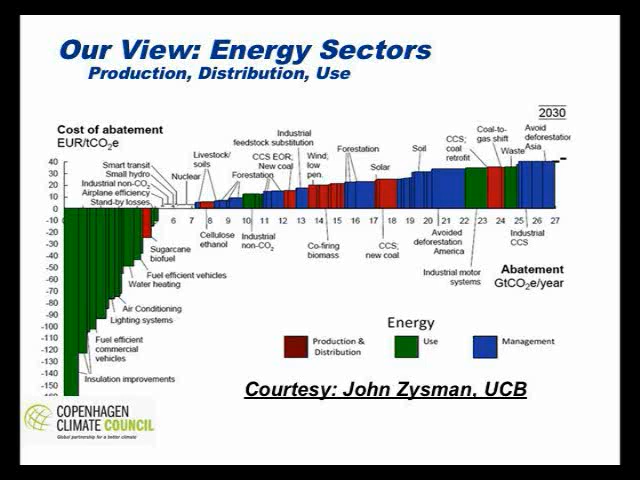 Our View: Energy Sectors
Production, Distribution, Use
2030
Cost of abatement
EUR/tCO2e
Industrial
feedstock substitution
Livestock/
soils
CCS EOR;
New coal
Wind;
low
pen.
Forestation
Soil
CCS;
coal
retrofit
Coal-to-
gas shift
Waste
Avoid
deforestation
Asia
Smart transit
Small hydro
Industrial non-CO2
Airplane efficiency
Stand-by losses
Nuclear
Forestation
Solar
40
30
20
10
0
-10
-20
-30
-40
-50
-60
-70
-80
-90
-100
-110
-120
-130
-140
-150
-160
6 7 8 9 10 11 12 13 14 15 16 17 18 19 20 21 22 23 24 25 26 27
Sugarcane
biofuel
Cellulose
ethanol
Industrial
non-CO2
Co-firing
biomass
CCS;
new coal
Avoided
deforestation
America
Industrial
CCS
Industrial motor
systems
Fuel efficient vehicles
Water heating
Air Conditioning
Lighting systems
Fuel efficient
commercial
vehicles
Insulation improvements
Abatement
GtCO2e/year
Energy
Production &
Distribution
Use
Management
Courtesy: John Zysman, UCB
COPENHAGEN
CLIMATE COUNCIL
Global partnership for a better climate